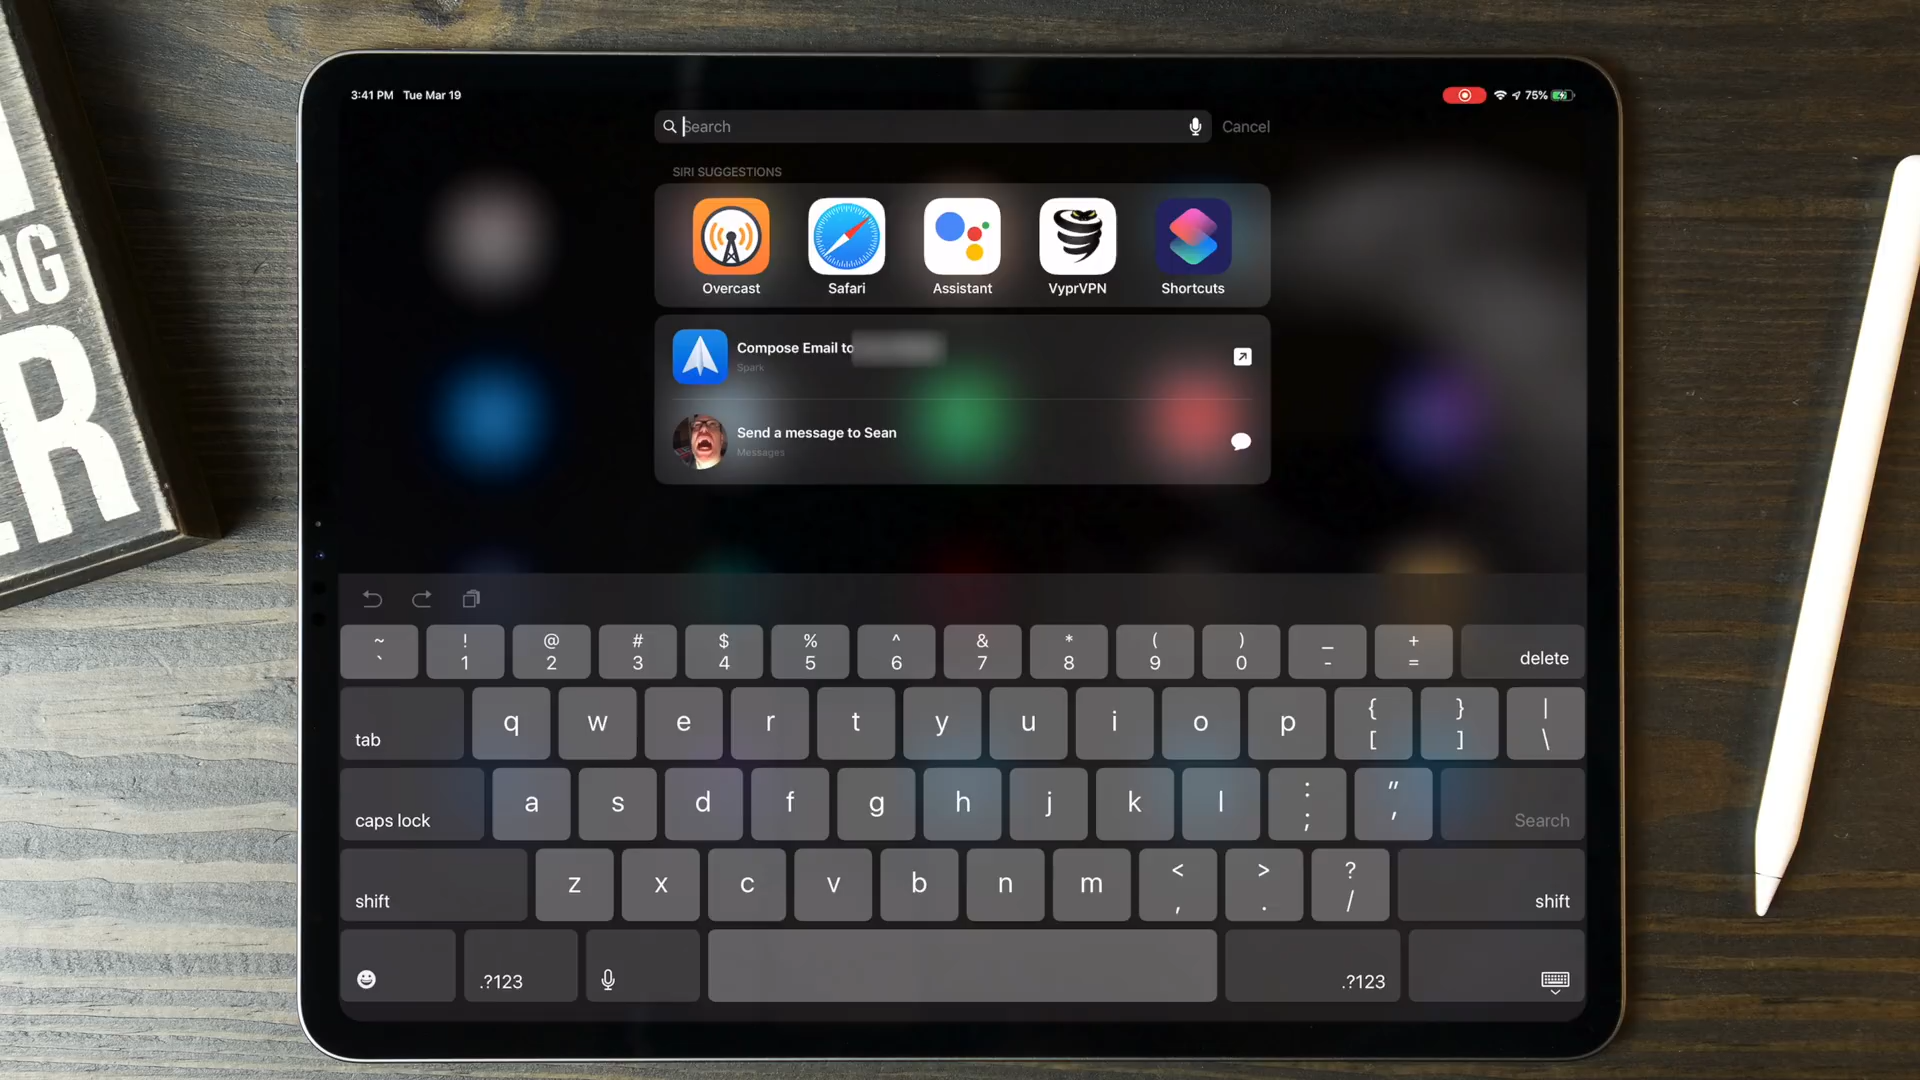 3:41 PM Tue Mar 19
75%
Search
Cancel
SIRI SUGGESTIONS
Overcast Safari Assistant VyprVPN Shortcuts
Compose Email to
Spark
Send a message to Sean
Messages
NG
ER
~ ! @ # $ % ^ & * ( ) _ +
` 1 2 3 4 5 6 7 8 9 0 - = delete
tab q w e r t y u i o p { [ } ] | \
caps lock a s d f g h j k l : ; " ' Search
shift z x c v b n m < , > . ? / shift
.?123 .?123